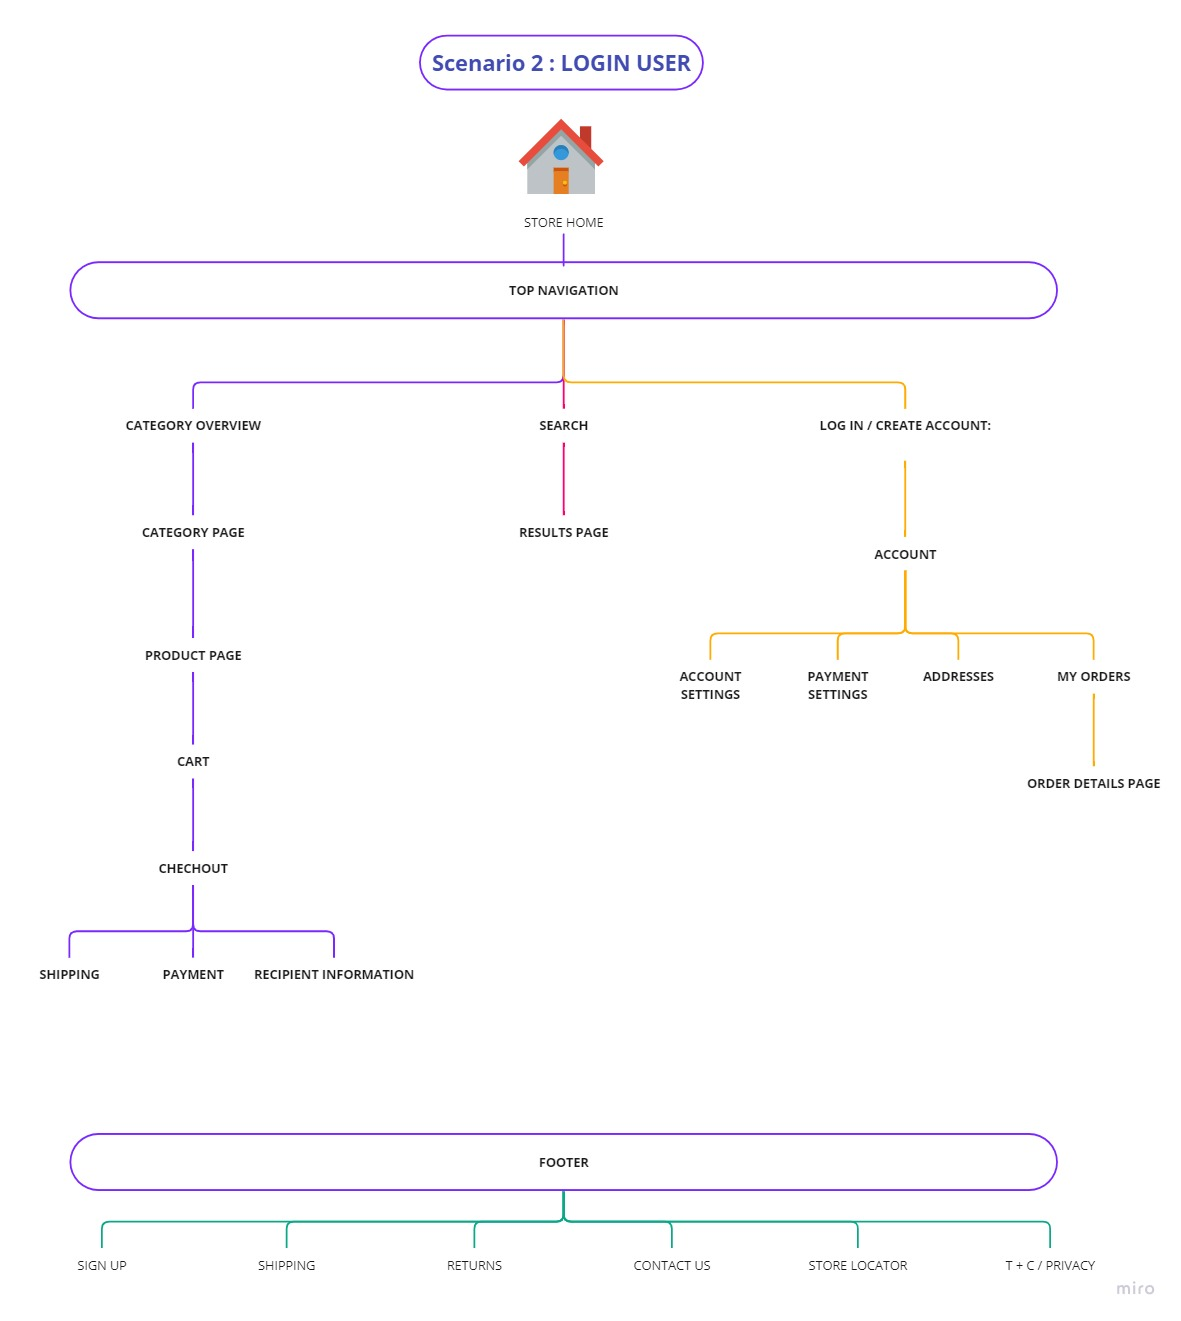 Scenario 2 : LOGIN USER
STORE HOME
TOP NAVIGATION
CATEGORY OVERVIEW
SEARCH
LOG IN / CREATE ACCOUNT:
CATEGORY PAGE
RESULTS PAGE
ACCOUNT
PRODUCT PAGE
ACCOUNT
SETTINGS
PAYMENT
SETTINGS
ADDRESSES
MY ORDERS
CART
ORDER DETAILS PAGE
CHECHOUT
SHIPPING
PAYMENT
RECIPIENT INFORMATION
FOOTER
SIGN UP
SHIPPING
RETURNS
CONTACT US
STORE LOCATOR
T + C / PRIVACY
miro